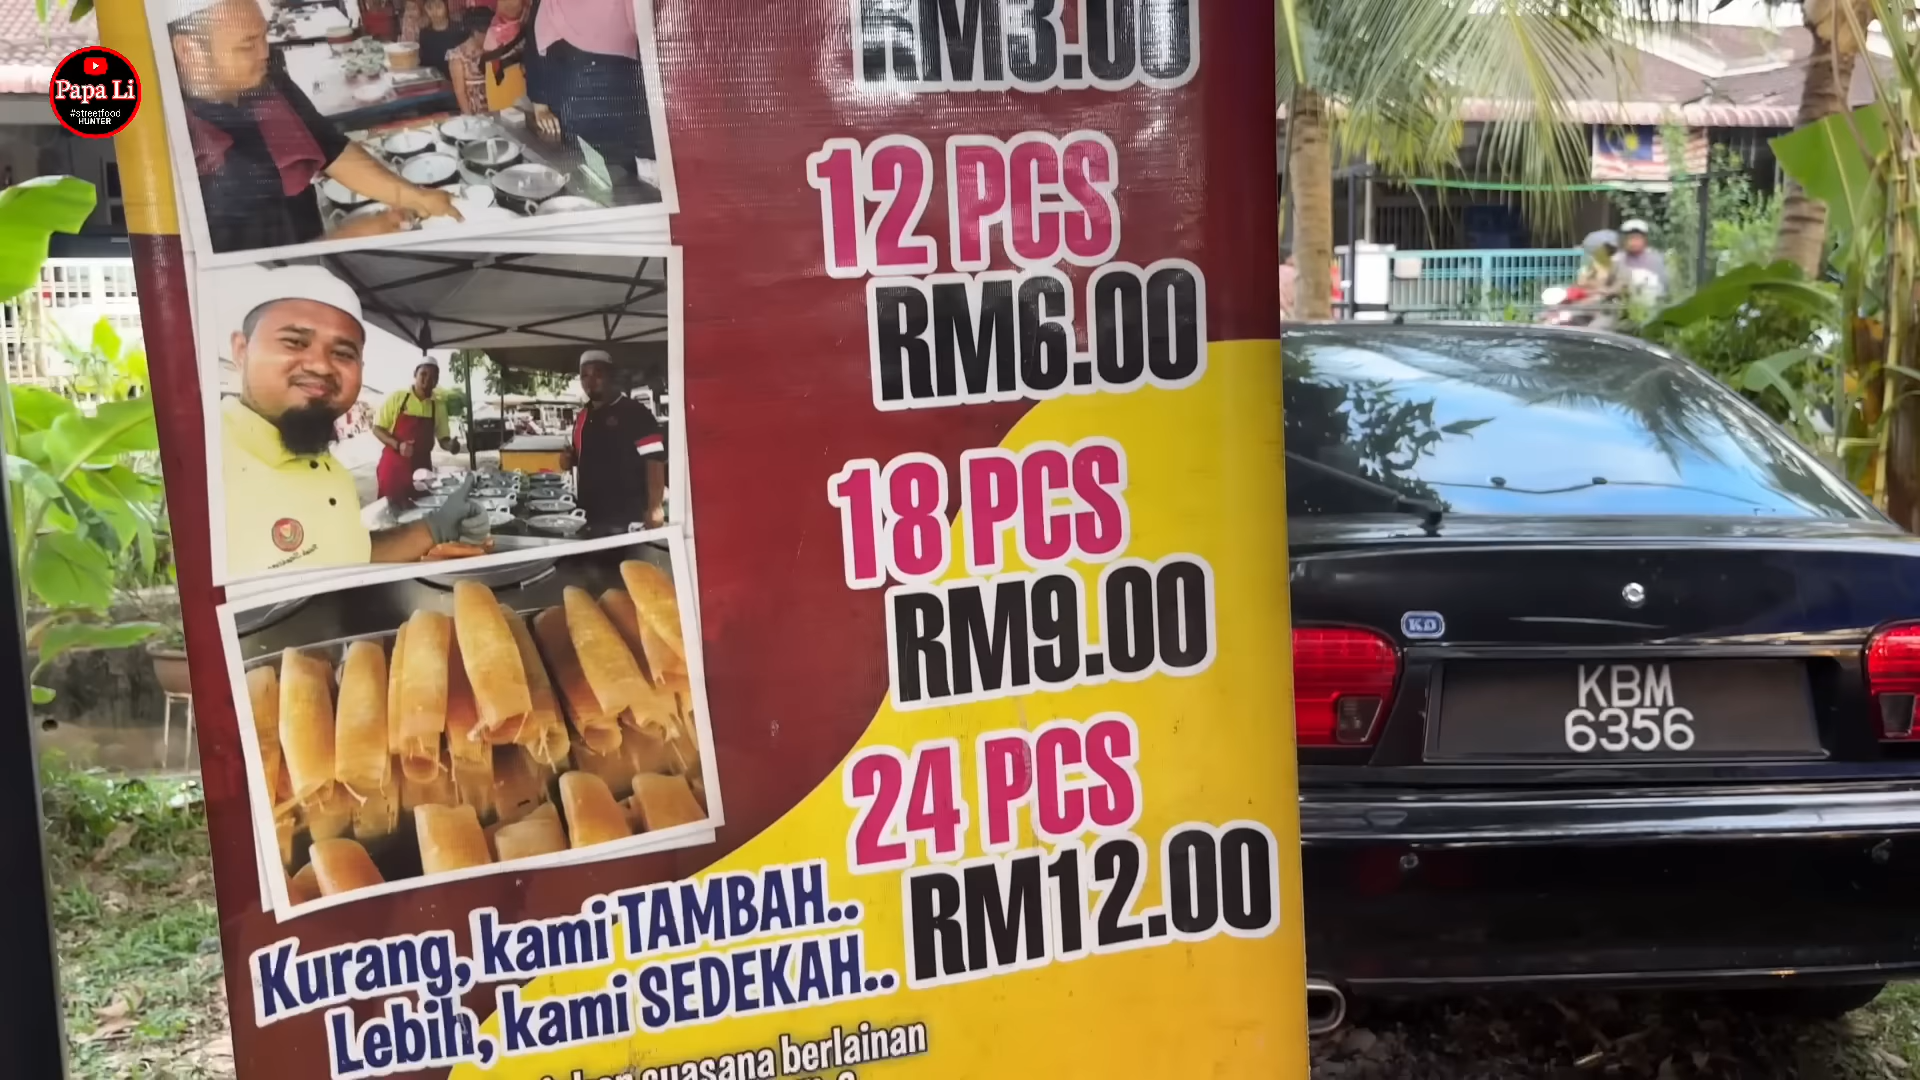 Papa Li
#streetfood
HUNTER
RM3.00
12 PCS
RM6.00
18 PCS
RM9.00
24 PCS
RM12.00
Kurang, kami TAMBAH..
Lebih, kami SEDEKAH..
suasana berlainan
KD
KBM
6356